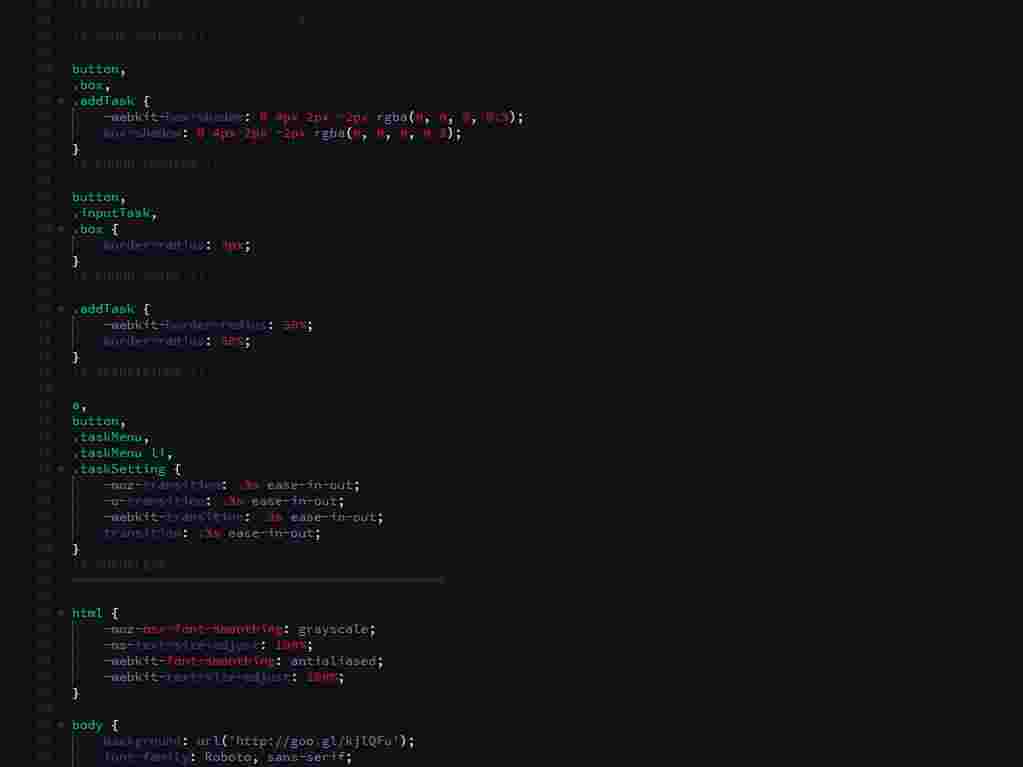 button,
.box,
.addTask {
-webkit-box-shadow: 0 4px 2px -2px rgba(0, 0, 0, 0.3);
box-shadow: 0 4px 2px -2px rgba(0, 0, 0, 0.3);
}
button,
.inputTask,
.box {
border-radius: 3px;
}
.addTask {
-webkit-border-radius: 50%;
border-radius: 50%;
}
a,
button,
.taskMenu,
.taskMenu li,
.taskSetting {
-moz-transition: .3s ease-in-out;
-o-transition: .3s ease-in-out;
-webkit-transition: .3s ease-in-out;
transition: .3s ease-in-out;
}
html {
-moz-osx-font-smoothing: grayscale;
-ms-text-size-adjust: 100%;
-webkit-font-smoothing: antialiased;
-webkit-text-size-adjust: 100%;
}
body {
background: url('http://goo.gl/kjlQFu');
font-family: Roboto, sans-serif;